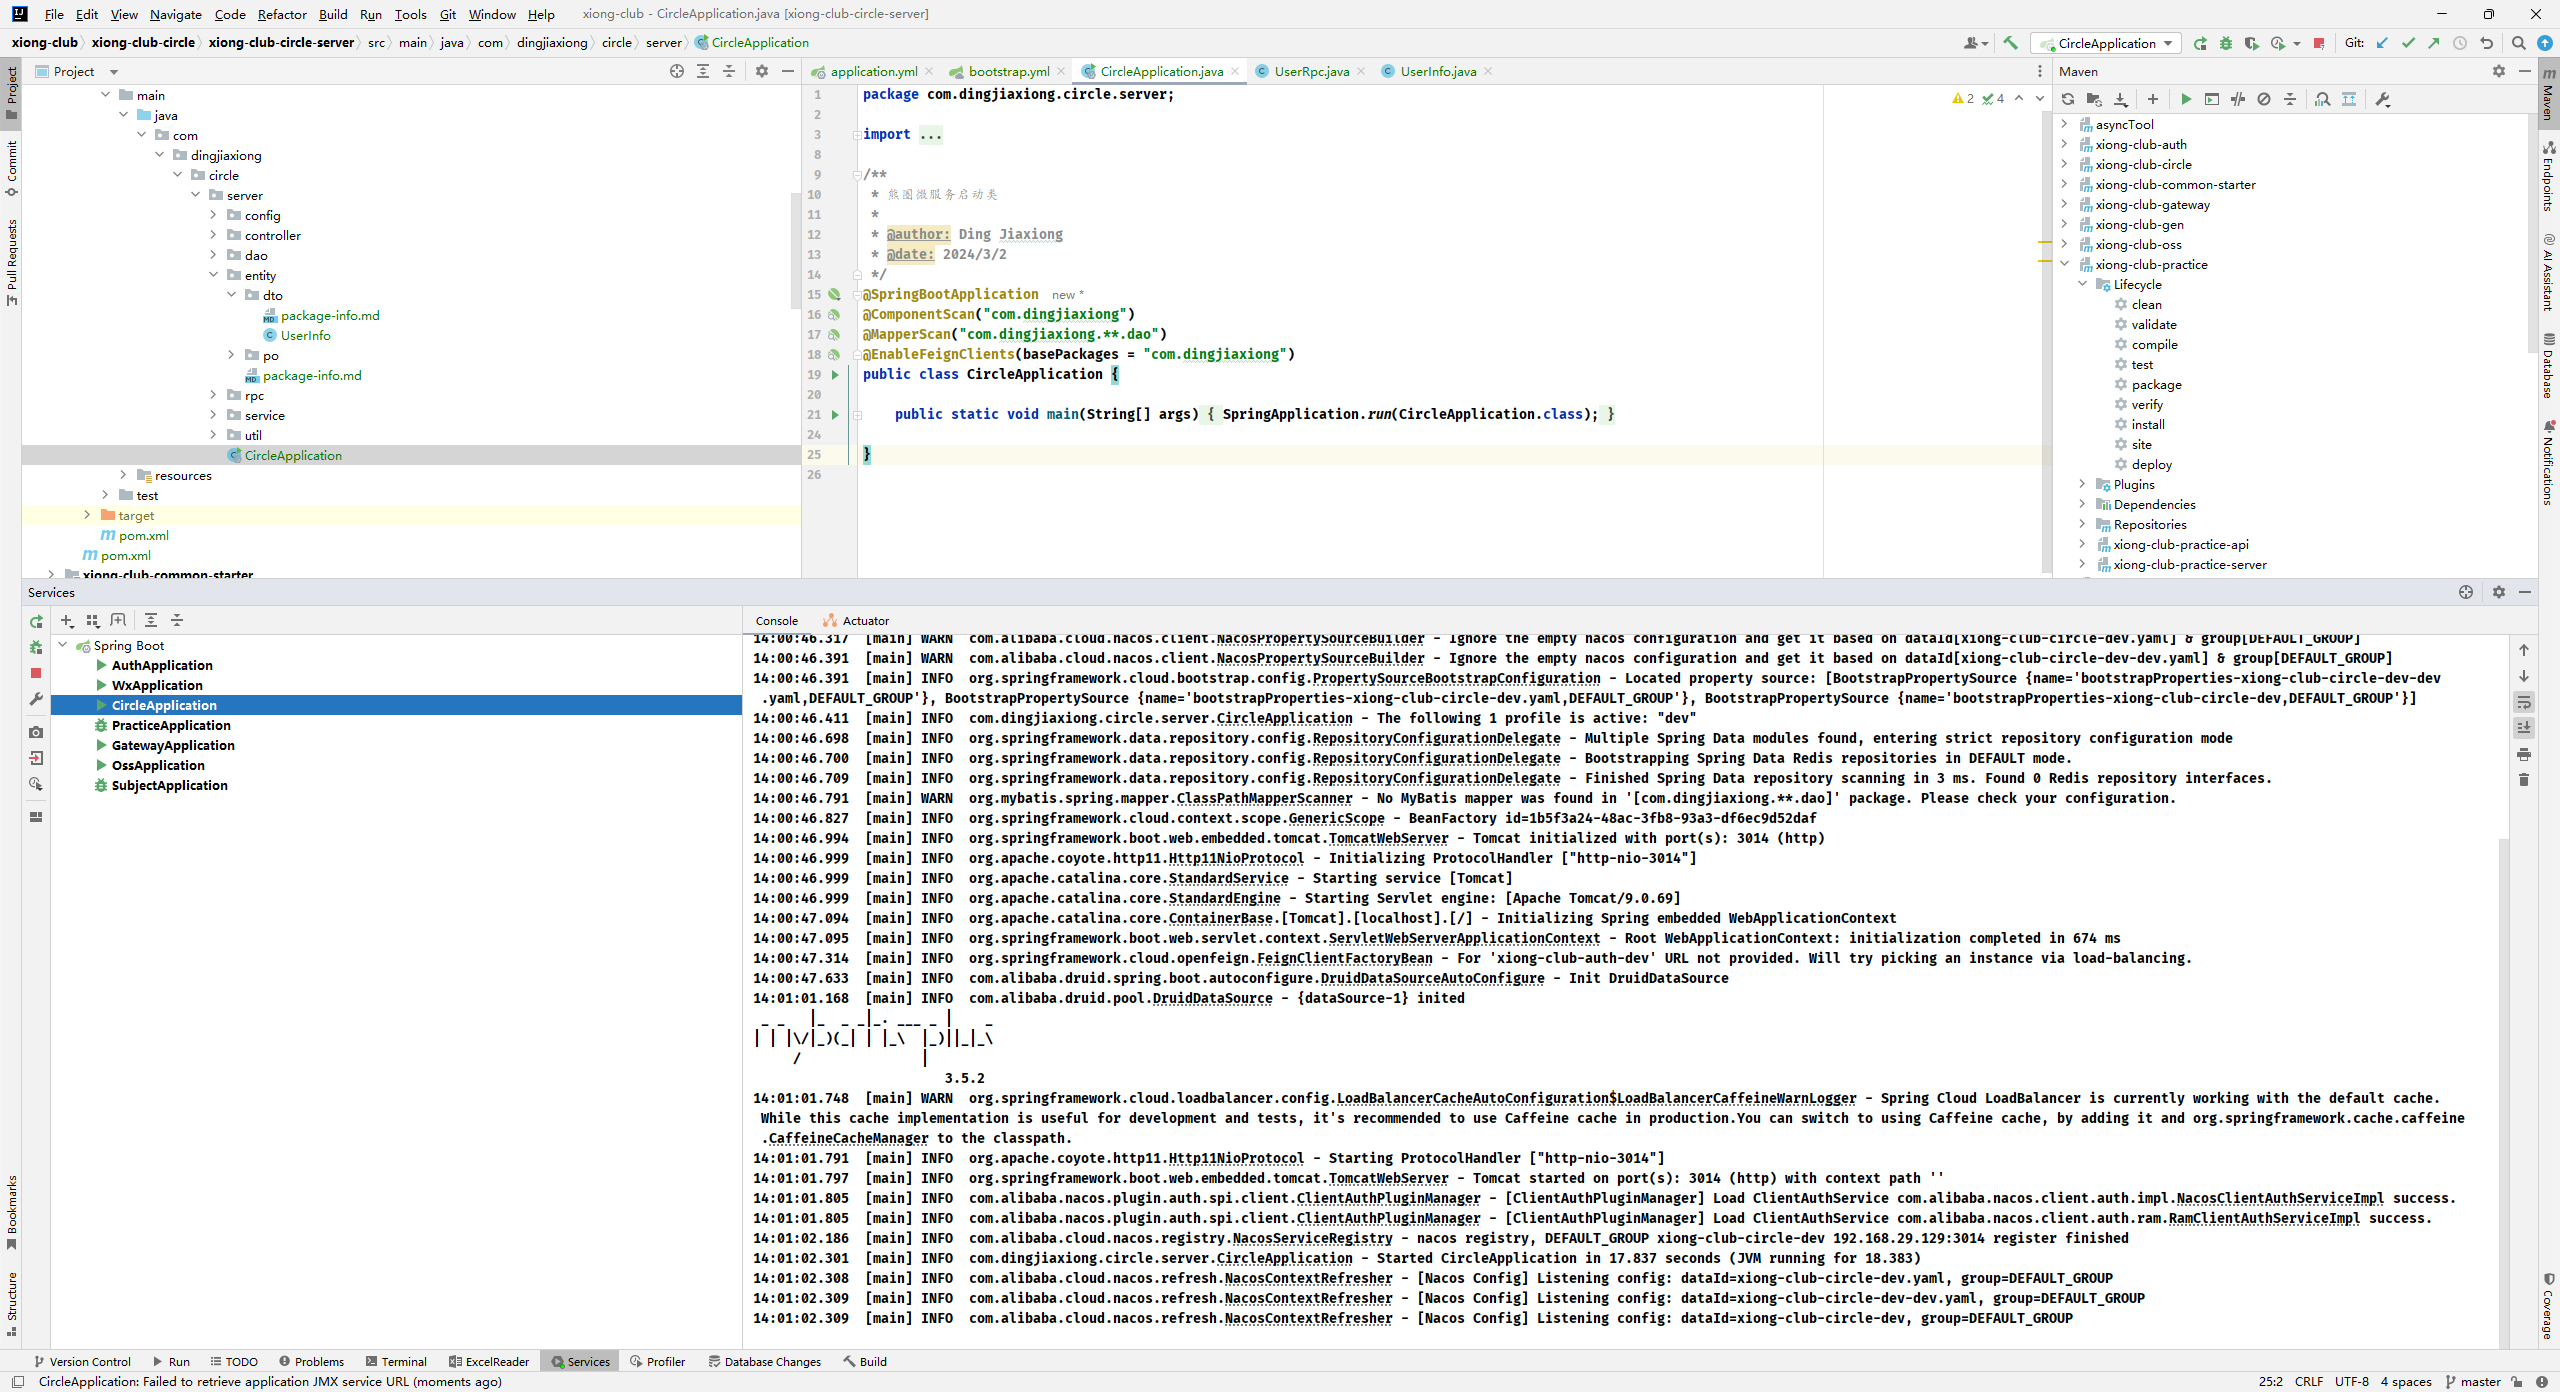 File Edit View Navigate Code Refactor Build Run Tools Git Window Help xiong-club - CircleApplication.java [xiong-club-circle-server]
xiong-club xiong-club-circle xiong-club-circle-server src main java com dingjiaxiong circle server CircleApplication
CircleApplication Git:
Project
Commit
Pull Requests
Bookmarks
Structure
Project
main
java
com
dingjiaxiong
circle
server
config
controller
dao
entity
dto
package-info.md
UserInfo
po
package-info.md
rpc
service
util
CircleApplication
resources
test
target
pom.xml
pom.xml
xiong-club-common-starter
application.yml bootstrap.yml CircleApplication.java UserRpc.java UserInfo.java
2 4
1 package com.dingjiaxiong.circle.server;
2
3 import ...
8
9 /**
10 * 熊圈微服务启动类
11 *
12 * @author: Ding Jiaxiong
13 * @date: 2024/3/2
14 */
15 @SpringBootApplication new *
16 @ComponentScan("com.dingjiaxiong")
17 @MapperScan("com.dingjiaxiong.**.dao")
18 @EnableFeignClients(basePackages = "com.dingjiaxiong")
19 public class CircleApplication {
20
21 public static void main(String[] args) { SpringApplication.run(CircleApplication.class); }
24
25 }
26
Maven
asyncTool
xiong-club-auth
xiong-club-circle
xiong-club-common-starter
xiong-club-gateway
xiong-club-gen
xiong-club-oss
xiong-club-practice
Lifecycle
clean
validate
compile
test
package
verify
install
site
deploy
Plugins
Dependencies
Repositories
xiong-club-practice-api
xiong-club-practice-server
Maven
Endpoints
AI Assistant
Database
Notifications
Coverage
Services
Spring Boot
AuthApplication
WxApplication
CircleApplication
PracticeApplication
GatewayApplication
OssApplication
SubjectApplication
Console Actuator
14:00:46.317 [main] WARN com.alibaba.cloud.nacos.client.NacosPropertySourceBuilder - Ignore the empty nacos configuration and get it based on dataId[xiong-club-circle-dev.yaml] & group[DEFAULT_GROUP]
14:00:46.391 [main] WARN com.alibaba.cloud.nacos.client.NacosPropertySourceBuilder - Ignore the empty nacos configuration and get it based on dataId[xiong-club-circle-dev-dev.yaml] & group[DEFAULT_GROUP]
14:00:46.391 [main] INFO org.springframework.cloud.bootstrap.config.PropertySourceBootstrapConfiguration - Located property source: [BootstrapPropertySource {name='bootstrapProperties-xiong-club-circle-dev-dev
.yaml,DEFAULT_GROUP'}, BootstrapPropertySource {name='bootstrapProperties-xiong-club-circle-dev.yaml,DEFAULT_GROUP'}, BootstrapPropertySource {name='bootstrapProperties-xiong-club-circle-dev,DEFAULT_GROUP'}]
14:00:46.411 [main] INFO com.dingjiaxiong.circle.server.CircleApplication - The following 1 profile is active: "dev"
14:00:46.698 [main] INFO org.springframework.data.repository.config.RepositoryConfigurationDelegate - Multiple Spring Data modules found, entering strict repository configuration mode
14:00:46.700 [main] INFO org.springframework.data.repository.config.RepositoryConfigurationDelegate - Bootstrapping Spring Data Redis repositories in DEFAULT mode.
14:00:46.709 [main] INFO org.springframework.data.repository.config.RepositoryConfigurationDelegate - Finished Spring Data repository scanning in 3 ms. Found 0 Redis repository interfaces.
14:00:46.791 [main] WARN org.mybatis.spring.mapper.ClassPathMapperScanner - No MyBatis mapper was found in '[com.dingjiaxiong.**.dao]' package. Please check your configuration.
14:00:46.827 [main] INFO org.springframework.cloud.context.scope.GenericScope - BeanFactory id=1b5f3a24-48ac-3fb8-93a3-df6ec9d52daf
14:00:46.994 [main] INFO org.springframework.boot.web.embedded.tomcat.TomcatWebServer - Tomcat initialized with port(s): 3014 (http)
14:00:46.999 [main] INFO org.apache.coyote.http11.Http11NioProtocol - Initializing ProtocolHandler ["http-nio-3014"]
14:00:46.999 [main] INFO org.apache.catalina.core.StandardService - Starting service [Tomcat]
14:00:46.999 [main] INFO org.apache.catalina.core.StandardEngine - Starting Servlet engine: [Apache Tomcat/9.0.69]
14:00:47.094 [main] INFO org.apache.catalina.core.ContainerBase.[Tomcat].[localhost].[/] - Initializing Spring embedded WebApplicationContext
14:00:47.095 [main] INFO org.springframework.boot.web.servlet.context.ServletWebServerApplicationContext - Root WebApplicationContext: initialization completed in 674 ms
14:00:47.314 [main] INFO org.springframework.cloud.openfeign.FeignClientFactoryBean - For 'xiong-club-auth-dev' URL not provided. Will try picking an instance via load-balancing.
14:00:47.633 [main] INFO com.alibaba.druid.spring.boot.autoconfigure.DruidDataSourceAutoConfigure - Init DruidDataSource
14:01:01.168 [main] INFO com.alibaba.druid.pool.DruidDataSource - {dataSource-1} inited
3.5.2
14:01:01.748 [main] WARN org.springframework.cloud.loadbalancer.config.LoadBalancerCacheAutoConfiguration$LoadBalancerCaffeineWarnLogger - Spring Cloud LoadBalancer is currently working with the default cache.
While this cache implementation is useful for development and tests, it's recommended to use Caffeine cache in production.You can switch to using Caffeine cache, by adding it and org.springframework.cache.caffeine
.CaffeineCacheManager to the classpath.
14:01:01.791 [main] INFO org.apache.coyote.http11.Http11NioProtocol - Starting ProtocolHandler ["http-nio-3014"]
14:01:01.797 [main] INFO org.springframework.boot.web.embedded.tomcat.TomcatWebServer - Tomcat started on port(s): 3014 (http) with context path ''
14:01:01.805 [main] INFO com.alibaba.nacos.plugin.auth.spi.client.ClientAuthPluginManager - [ClientAuthPluginManager] Load ClientAuthService com.alibaba.nacos.client.auth.impl.NacosClientAuthServiceImpl success.
14:01:01.805 [main] INFO com.alibaba.nacos.plugin.auth.spi.client.ClientAuthPluginManager - [ClientAuthPluginManager] Load ClientAuthService com.alibaba.nacos.client.auth.ram.RamClientAuthServiceImpl success.
14:01:02.186 [main] INFO com.alibaba.cloud.nacos.registry.NacosServiceRegistry - nacos registry, DEFAULT_GROUP xiong-club-circle-dev 192.168.29.129:3014 register finished
14:01:02.301 [main] INFO com.dingjiaxiong.circle.server.CircleApplication - Started CircleApplication in 17.837 seconds (JVM running for 18.383)
14:01:02.308 [main] INFO com.alibaba.cloud.nacos.refresh.NacosContextRefresher - [Nacos Config] Listening config: dataId=xiong-club-circle-dev.yaml, group=DEFAULT_GROUP
14:01:02.309 [main] INFO com.alibaba.cloud.nacos.refresh.NacosContextRefresher - [Nacos Config] Listening config: dataId=xiong-club-circle-dev-dev.yaml, group=DEFAULT_GROUP
14:01:02.309 [main] INFO com.alibaba.cloud.nacos.refresh.NacosContextRefresher - [Nacos Config] Listening config: dataId=xiong-club-circle-dev, group=DEFAULT_GROUP
Version Control Run TODO Problems Terminal ExcelReader Services Profiler Database Changes Build
CircleApplication: Failed to retrieve application JMX service URL (moments ago) 25:2 CRLF UTF-8 4 spaces master